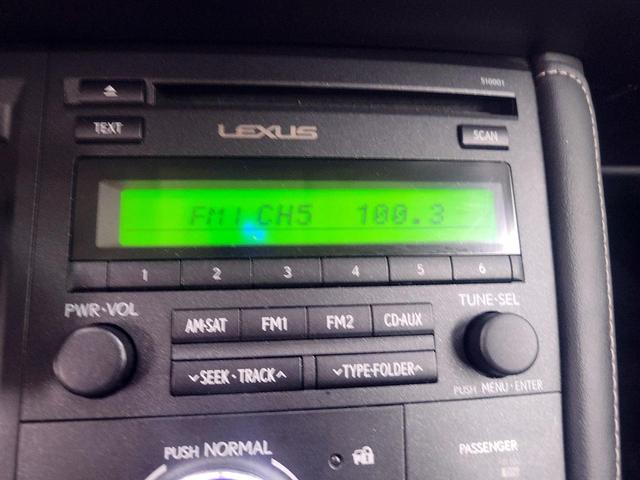 510001
TEXT
LEXUS
SCAN
FM1 CH5 100.3
1 2 3 4 5 6
PWR·VOL
AM·SAT FM1 FM2 CD·AUX
TUNE·SEL
SEEK·TRACK
TYPE·FOLDER
PUSH MENU·ENTER
PUSH NORMAL
PASSENGER